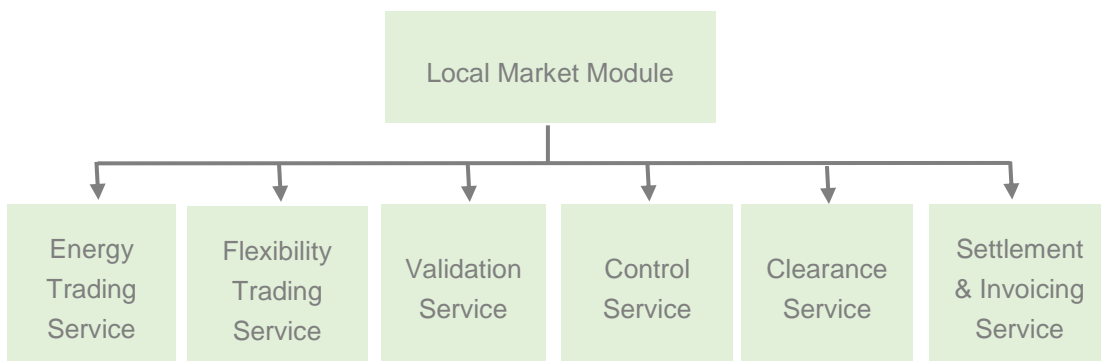 Local Market Module
Energy
Trading
Service
Flexibility
Trading
Service
Validation
Service
Control
Service
Clearance
Service
Settlement
& Invoicing
Service